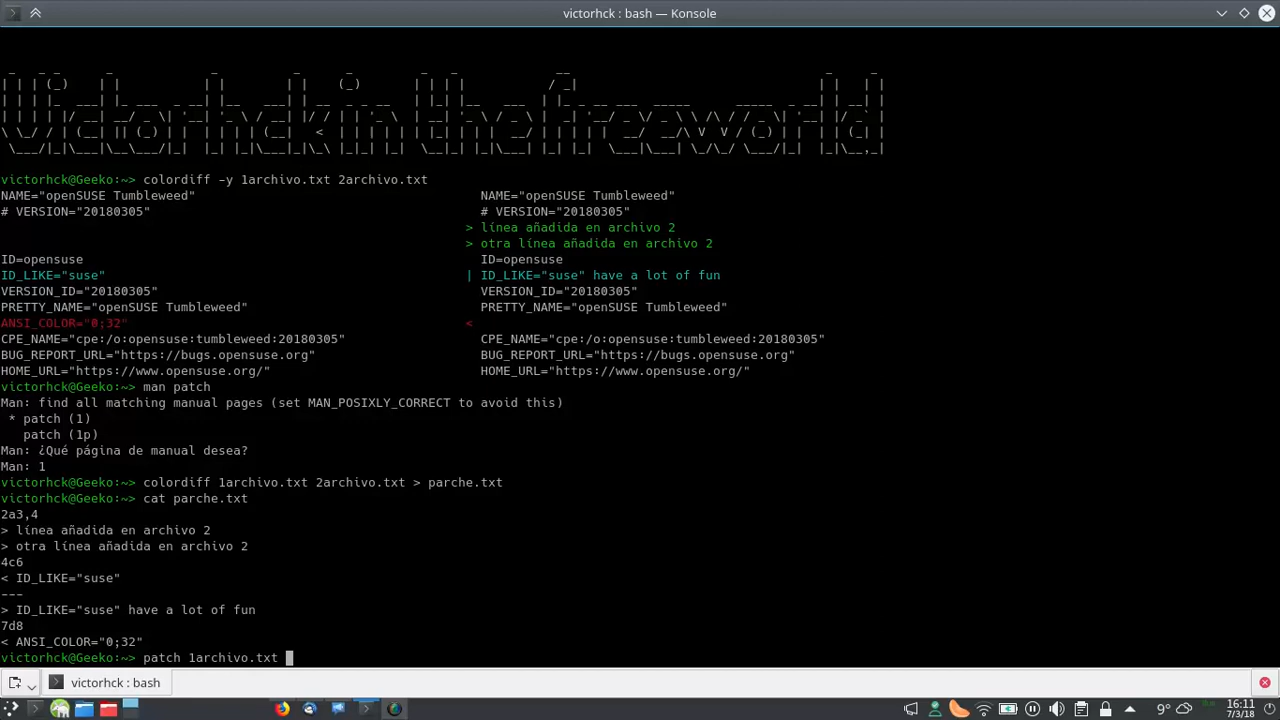 victorhck : bash — Konsole
Victorhckinthefreeworld
victorhck@Geeko:~> colordiff -y 1archivo.txt 2archivo.txt
NAME="openSUSE Tumbleweed" NAME="openSUSE Tumbleweed"
# VERSION="20180305" # VERSION="20180305"
> línea añadida en archivo 2
> otra línea añadida en archivo 2
ID=opensuse ID=opensuse
ID_LIKE="suse" | ID_LIKE="suse" have a lot of fun
VERSION_ID="20180305" VERSION_ID="20180305"
PRETTY_NAME="openSUSE Tumbleweed" PRETTY_NAME="openSUSE Tumbleweed"
ANSI_COLOR="0;32" <
CPE_NAME="cpe:/o:opensuse:tumbleweed:20180305" CPE_NAME="cpe:/o:opensuse:tumbleweed:20180305"
BUG_REPORT_URL="https://bugs.opensuse.org" BUG_REPORT_URL="https://bugs.opensuse.org"
HOME_URL="https://www.opensuse.org/" HOME_URL="https://www.opensuse.org/"
victorhck@Geeko:~> man patch
Man: find all matching manual pages (set MAN_POSIXLY_CORRECT to avoid this)
* patch (1)
patch (1p)
Man: ¿Qué página de manual desea?
Man: 1
victorhck@Geeko:~> colordiff 1archivo.txt 2archivo.txt > parche.txt
victorhck@Geeko:~> cat parche.txt
2a3,4
> línea añadida en archivo 2
> otra línea añadida en archivo 2
4c6
< ID_LIKE="suse"
---
> ID_LIKE="suse" have a lot of fun
7d8
< ANSI_COLOR="0;32"
victorhck@Geeko:~> patch 1archivo.txt
victorhck : bash
9°
16:11
7/3/18